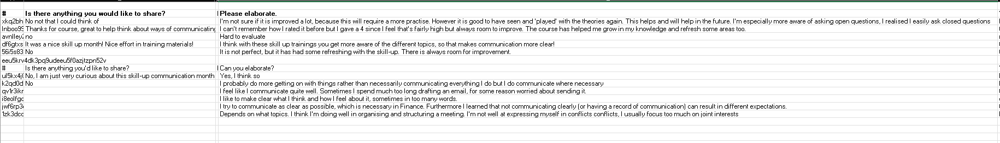 # Is there anything you would like to share? Please elaborate.
xkq2bh No not that I could think of I'm not sure if it is improved a lot, because this will require a more practise. However it is good to have seen and 'played' with the theories again. This helps and will help in the future. I'm especially more aware of asking open questions, I realised I easily ask closed questions
Thanks for course, great to help think about ways of communicating I can't remember how I rated it before but I gave a 4 since I feel that's fairly high but always room to improve. The course has helped me grow in my knowledge and refresh some areas too.
no Hard to evaluate
df6gtxs It was a nice skill up month! Nice effort in training materials! I think with these skill up trainings you get more aware of the different topics, so that makes communication more clear!
56i5s83 No It is not perfect, but it has had some refreshing with the skill-up. There is always room for improvement.
eeu5krv4dk3pq9udeeu5f0azjtzpn52v
# Is there anything you'd like to share? Can you elaborate?
No, I am just very curious about this skill-up communication month Yes, I think so
k2qd0d No I probably do more getting on with things rather than necessarily communicating everything I do but I do communicate where necessary
I feel like I communicate quite well. Sometimes I spend much too long drafting an email, for some reason worried about sending it.
I like to make clear what I think and how I feel about it, sometimes in too many words.
I try to communicate as clear as possible, which is necessary in Finance. Furthermore I learned that not communicating clearly (or having a record of communication) can result in different expectations.
1zk3dcc Depends on what topics. I think I'm doing well in organising and structuring a meeting. I'm not well at expressing myself in conflicts conflicts, I usually focus too much on joint interests